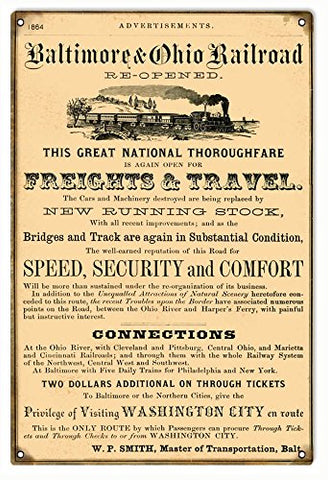 1864
ADVERTISEMENTS.
Baltimore & Ohio Railroad
RE-OPENED.
THIS GREAT NATIONAL THOROUGHFARE
IS AGAIN OPEN FOR
FREIGHTS & TRAVEL.
The Cars and Machinery destroyed are being replaced by
NEW RUNNING STOCK,
With all recent improvements; and as the
Bridges and Track are again in Substantial Condition,
The well-earned reputation of this Road for
SPEED, SECURITY and COMFORT
Will be more than sustained under the re-organization of its business.
In addition to the Unequalled Attractions of Natural Scenery heretofore con-
ceded to this route, the recent Troubles upon the Border have associated numerous
points on the Road, between the Ohio River and Harper's Ferry, with painful
but instructive interest.
CONNECTIONS
At the Ohio River, with Cleveland and Pittsburg, Central Ohio, and Marietta
and Cincinnati Railroads; and through them with the whole Railway System
of the Northwest, Central West and Southwest.
At Baltimore with Five Daily Trains for Philadelphia and New York.
TWO DOLLARS ADDITIONAL ON THROUGH TICKETS
To Baltimore or the Northern Cities, give the
Privilege of Visiting WASHINGTON CITY en route
This is the ONLY ROUTE by which Passengers can procure Through Tick-
ets and Through Checks to or from WASHINGTON CITY.
W. P. SMITH, Master of Transportation, Balt.